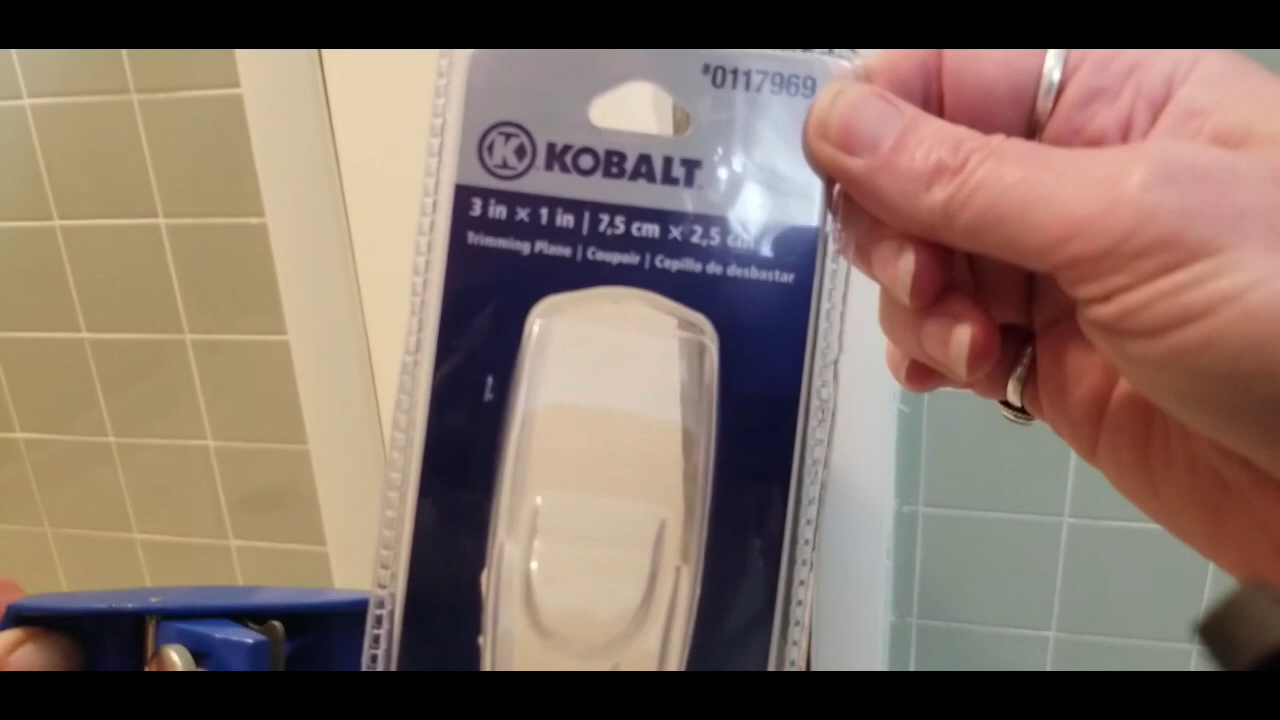 #0117969
K KOBALT
3 in × 1 in | 7,5 cm × 2,5 cm
Trimming Plane | Coupoir | Cepillo de desbastar